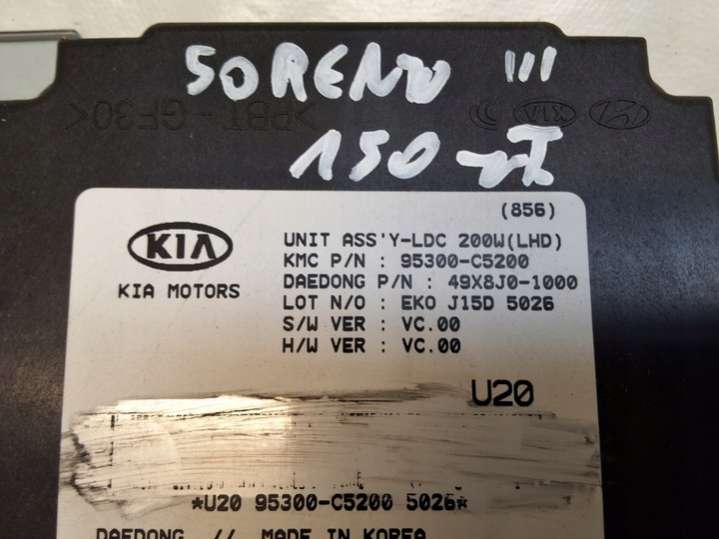 SORENTO III
>PBT-GF30<
KIA
150 zł
(856)
KIA
UNIT ASS'Y-LDC 200W(LHD)
KMC P/N : 95300-C5200
KIA MOTORS
DAEDONG P/N : 49X8J0-1000
LOT N/O : EKO J15D 5026
S/W VER : VC.00
H/W VER : VC.00
U20
*U20 95300-C5200 5026*
DAEDONG // MADE IN KOREA